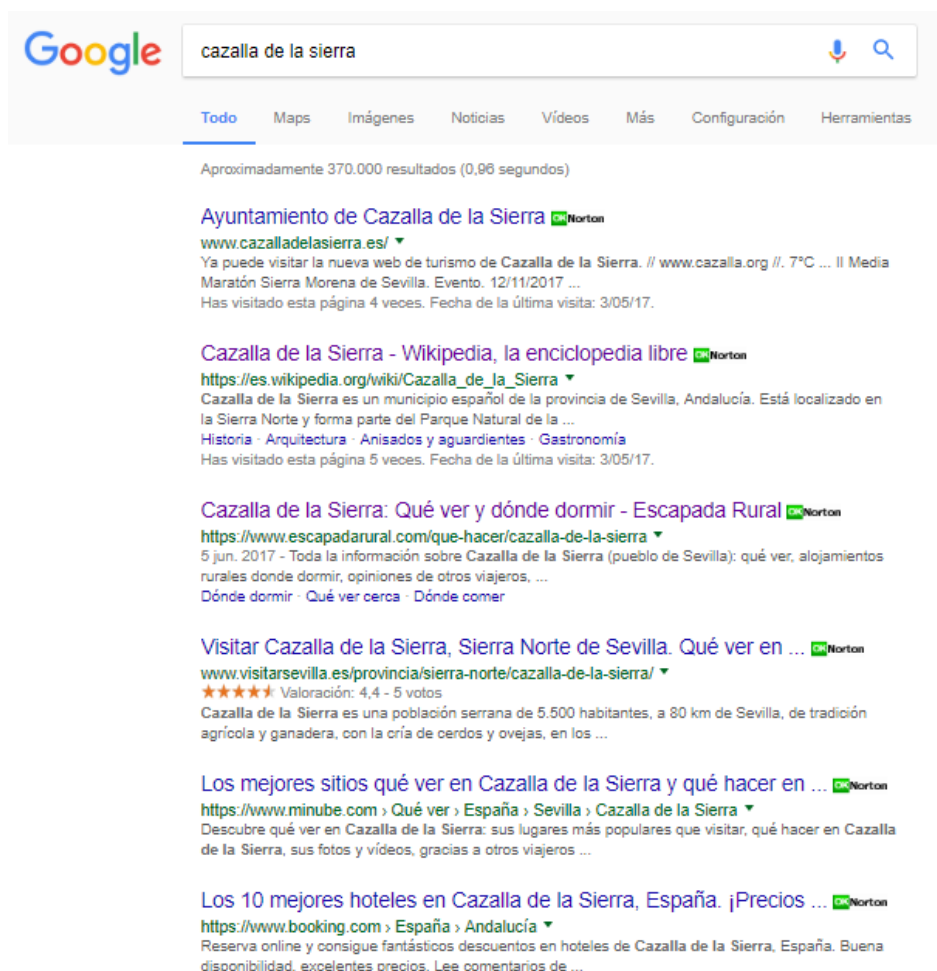 Google
cazalla de la sierra
Todo Maps Imágenes Noticias Vídeos Más Configuración Herramientas
Aproximadamente 370.000 resultados (0,96 segundos)
Ayuntamiento de Cazalla de la Sierra OK Norton
www.cazalladelasierra.es/
Ya puede visitar la nueva web de turismo de Cazalla de la Sierra. // www.cazalla.org //. 7°C ... II Media
Maratón Sierra Morena de Sevilla. Evento. 12/11/2017 ...
Has visitado esta página 4 veces. Fecha de la última visita: 3/05/17.
Cazalla de la Sierra - Wikipedia, la enciclopedia libre OK Norton
https://es.wikipedia.org/wiki/Cazalla_de_la_Sierra
Cazalla de la Sierra es un municipio español de la provincia de Sevilla, Andalucía. Está localizado en
la Sierra Norte y forma parte del Parque Natural de la ...
Historia · Arquitectura · Anisados y aguardientes · Gastronomía
Has visitado esta página 5 veces. Fecha de la última visita: 3/05/17.
Cazalla de la Sierra: Qué ver y dónde dormir - Escapada Rural OK Norton
https://www.escapadarural.com/que-hacer/cazalla-de-la-sierra
5 jun. 2017 - Toda la información sobre Cazalla de la Sierra (pueblo de Sevilla): qué ver, alojamientos
rurales donde dormir, opiniones de otros viajeros, ...
Dónde dormir · Qué ver cerca · Dónde comer
Visitar Cazalla de la Sierra, Sierra Norte de Sevilla. Qué ver en ... OK Norton
www.visitarsevilla.es/provincia/sierra-norte/cazalla-de-la-sierra/
Valoración: 4,4 - 5 votos
Cazalla de la Sierra es una población serrana de 5.500 habitantes, a 80 km de Sevilla, de tradición
agrícola y ganadera, con la cría de cerdos y ovejas, en los ...
Los mejores sitios qué ver en Cazalla de la Sierra y qué hacer en ... OK Norton
https://www.minube.com › Qué ver › España › Sevilla › Cazalla de la Sierra
Descubre qué ver en Cazalla de la Sierra: sus lugares más populares que visitar, qué hacer en Cazalla
de la Sierra, sus fotos y vídeos, gracias a otros viajeros ...
Los 10 mejores hoteles en Cazalla de la Sierra, España. ¡Precios ... OK Norton
https://www.booking.com › España › Andalucía
Reserva online y consigue fantásticos descuentos en hoteles de Cazalla de la Sierra, España. Buena
disponibilidad, excelentes precios. Lee comentarios de ...